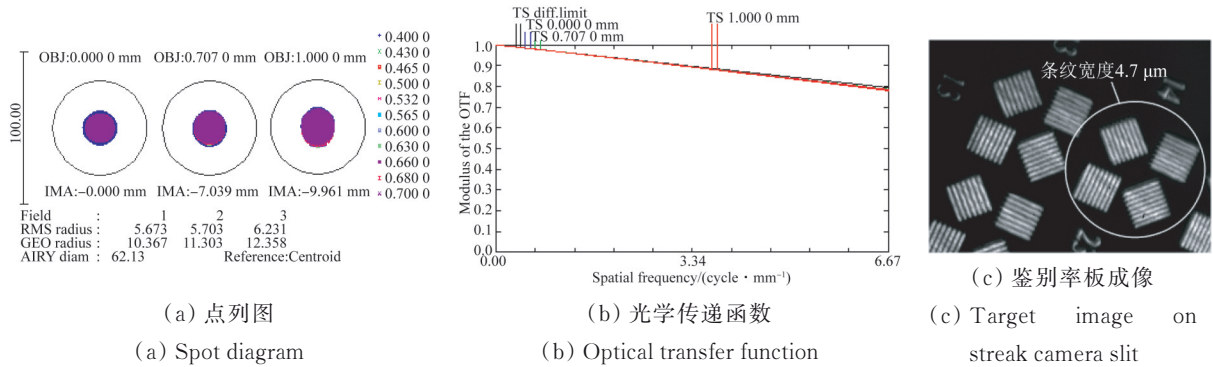 OBJ:0.000 0 mm OBJ:0.707 0 mm OBJ:1.000 0 mm
100.00
IMA:−0.000 mm IMA:−7.039 mm IMA:−9.961 mm
Field : 1 2 3
RMS radius : 5.673 5.703 6.231
GEO radius : 10.367 11.303 12.358
AIRY diam : 62.13 Reference:Centroid
0.400 0
0.430 0
0.465 0
0.500 0
0.532 0
0.565 0
0.600 0
0.630 0
0.660 0
0.680 0
0.700 0
(a) 点列图
(a) Spot diagram
TS diff.limit
TS 0.000 0 mm
TS 0.707 0 mm
TS 1.000 0 mm
Modulus of the OTF
1.0
0.9
0.8
0.7
0.6
0.5
0.4
0.3
0.2
0.1
0.0
0.00 3.34 6.67
Spatial frequency/(cycle·mm⁻¹)
(b) 光学传递函数
(b) Optical transfer function
条纹宽度4.7 μm
13
14
23
(c) 鉴别率板成像
(c) Target image on
streak camera slit